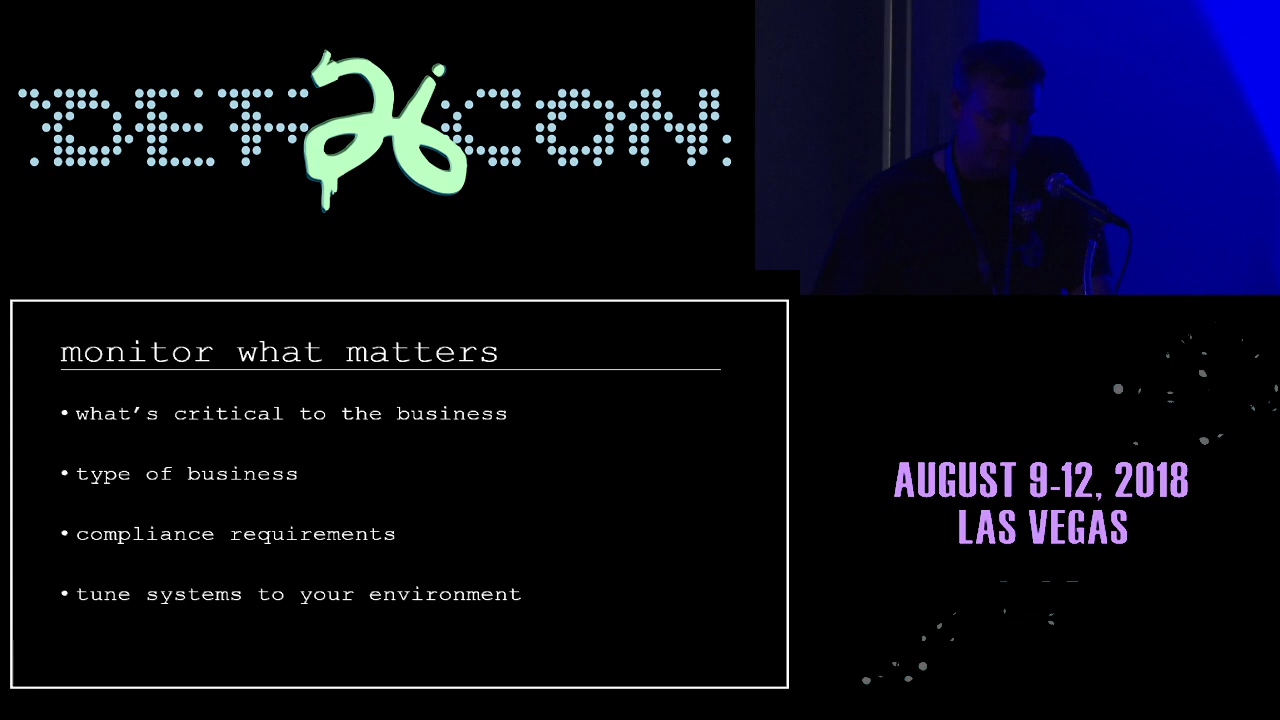 DEF CON
26
monitor what matters
• what's critical to the business
• type of business
• compliance requirements
• tune systems to your environment
AUGUST 9-12, 2018
LAS VEGAS